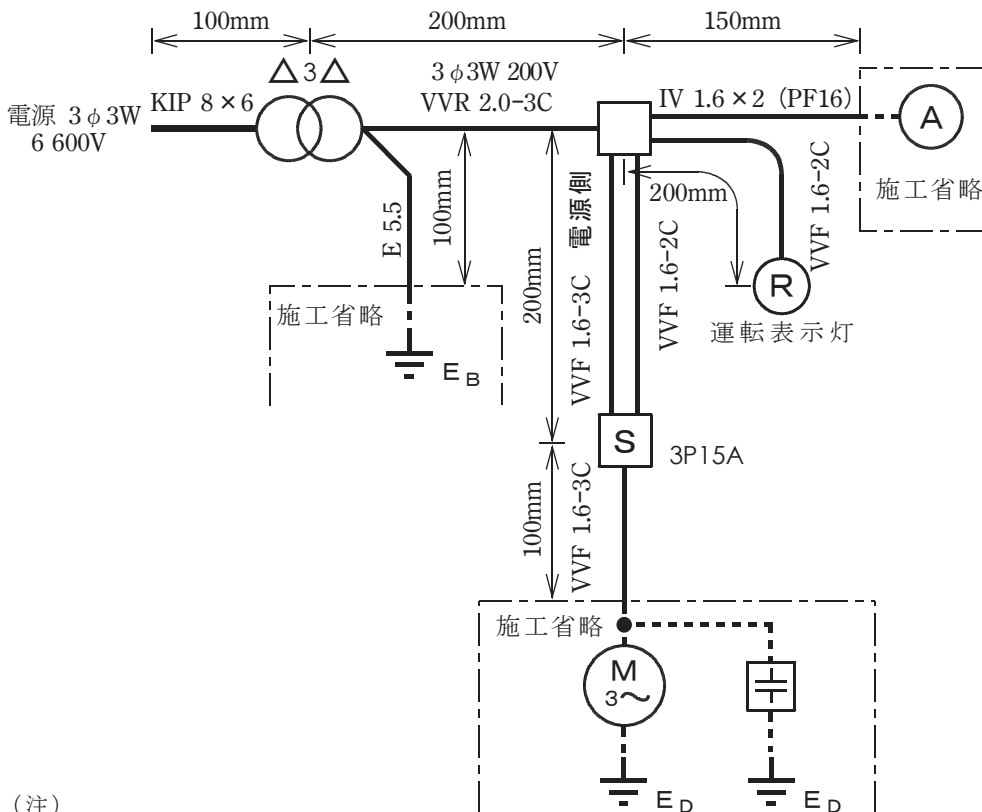 100mm
200mm
150mm
電源 3φ3W
6 600V
KIP 8×6
△3△
3φ3W 200V
VVR 2.0-3C
IV 1.6×2 (PF16)
A
施工省略
E 5.5
100mm
200mm
電源側
VVF 1.6-3C
VVF 1.6-2C
200mm
VVF 1.6-2C
R
運転表示灯
施工省略
EB
S
3P15A
100mm
VVF 1.6-3C
施工省略
M
3〜
ED
ED
(注)